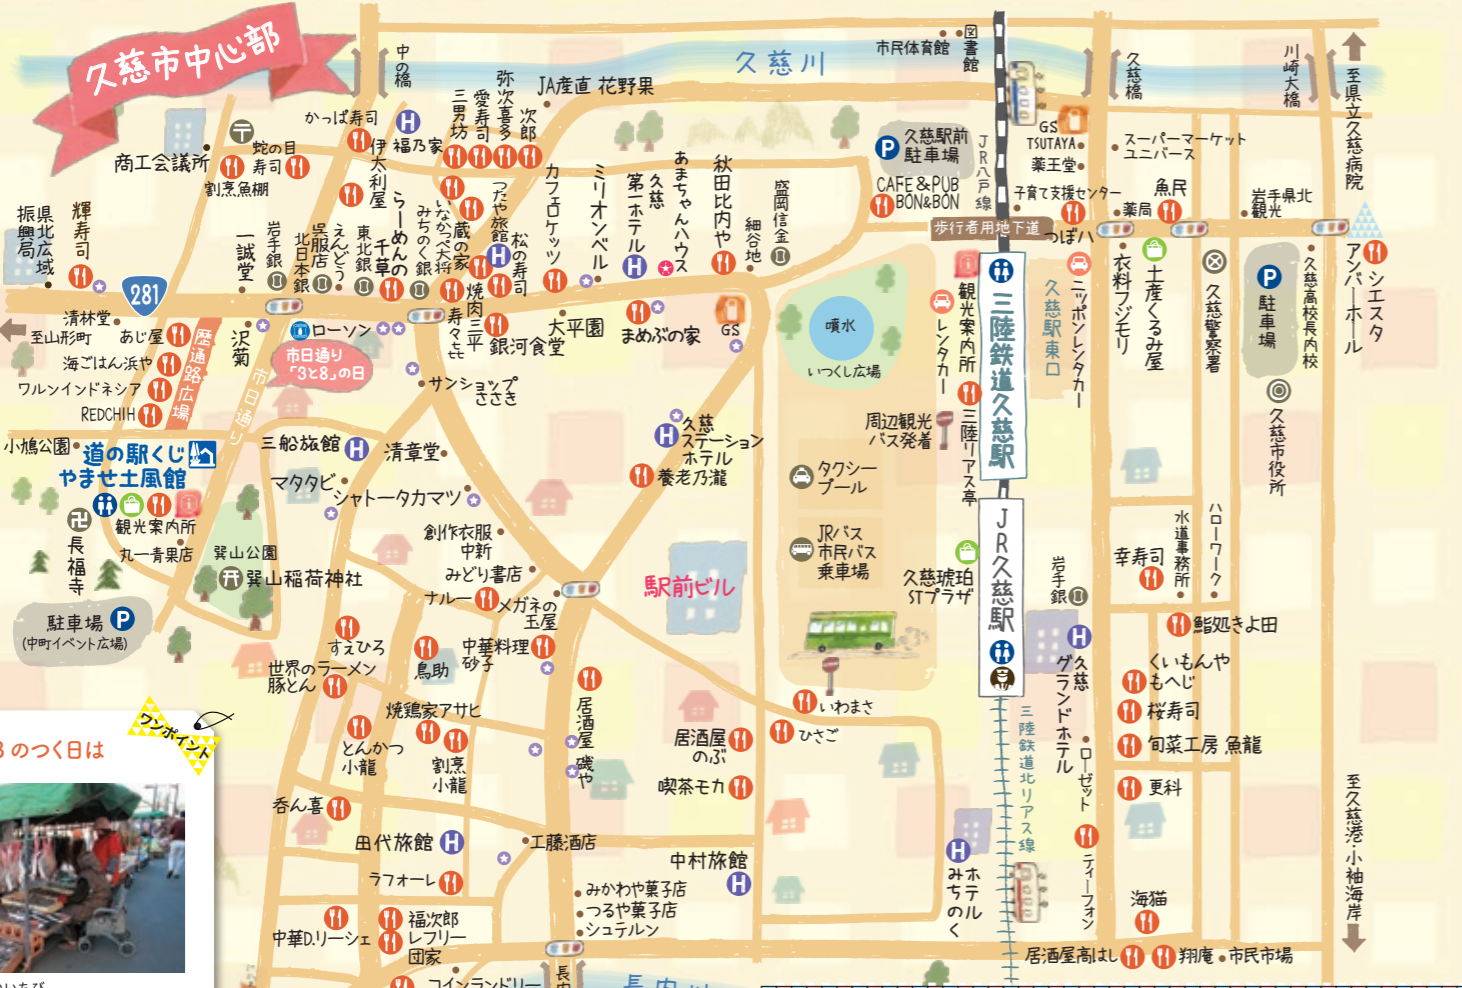 久慈市中心部
中の橋
久慈川
市民体育館
図書館
久慈橋
川崎大橋
至県立久慈病院
JA産直 花野果
弥次喜多
次郎
愛寿司
三男坊
福乃家
かっぱ寿司
伊太利屋
商工会議所
蛇の目
寿司
割烹魚棚
県北広域
振興局
輝寿司
一誠堂
岩手銀
北日本銀
呉服店
えんどう
東北銀
らーめんの
千草
みちのく銀
いなかっぺ大将
蔵の家
つたや旅館
松の寿司
カフェロケッツ
ミリオンベル
久慈
第一ホテル
あまちゃんハウス
秋田比内や
細谷地
盛岡信金
久慈駅前
駐車場
CAFE&PUB
BON&BON
JR八戸線
歩行者用地下道
GS
TSUTAYA
薬王堂
子育て支援センター
スーパーマーケット
ユニバース
薬局
魚民
岩手県北
観光
つぼハ
281
清林堂
至山形町
あじ屋
海ごはん浜や
ワルンインドネシア
REDCHIH
歴通路広場
沢菊
ローソン
市日通り
「3と8」の日
市日通り
寿々㐂
焼肉三平
銀河食堂
大平園
まめぶの家
GS
噴水
いつくし広場
観光案内所
レンタカー
三陸鉄道久慈駅
久慈駅東口
ニッポンレンタカー
衣料フジモリ
土産くるみ屋
久慈警察署
駐車場
久慈高校長内校
久慈市役所
アンバーホール
シエスタ
小鳩公園
道の駅くじ
やませ土風館
観光案内所
長福寺
丸一青果店
巽山公園
巽山稲荷神社
駐車場
(中町イベント広場)
三船旅館
清章堂
サンショップ
ささき
マタタビ
シャトータカマツ
創作衣服
中新
みどり書店
ナルー
メガネの
玉屋
久慈
ステーション
ホテル
養老乃瀧
周辺観光
バス発着
三陸リアス亭
タクシー
プール
JRバス
市民バス
乗車場
久慈琥珀
STプラザ
JR久慈駅
岩手銀
幸寿司
水道事務所
ハローワーク
鮨処きよ田
駅前ビル
すえひろ
世界のラーメン
豚とん
鳥助
中華料理
砂子
焼鶏家アサヒ
とんかつ
小龍
割烹
小龍
居酒屋 磯や
居酒屋
のぶ
喫茶モカ
いわまさ
ひさご
久慈
グランドホテル
くいもんや
もへじ
桜寿司
旬菜工房 魚龍
更科
ローゼット
ティーフォン
三陸鉄道北リアス線
至久慈港・小袖海岸
ワンポイント
3のつく日は
呑ん喜
田代旅館
工藤酒店
ラフォーレ
中村旅館
中華D.リーシェ
福次郎
レフリー
団家
みかわや菓子店
つるや菓子店
シュテルン
ホテル
みちのく
海猫
居酒屋高はし
翔庵
市民市場
コインランドリー
長内川